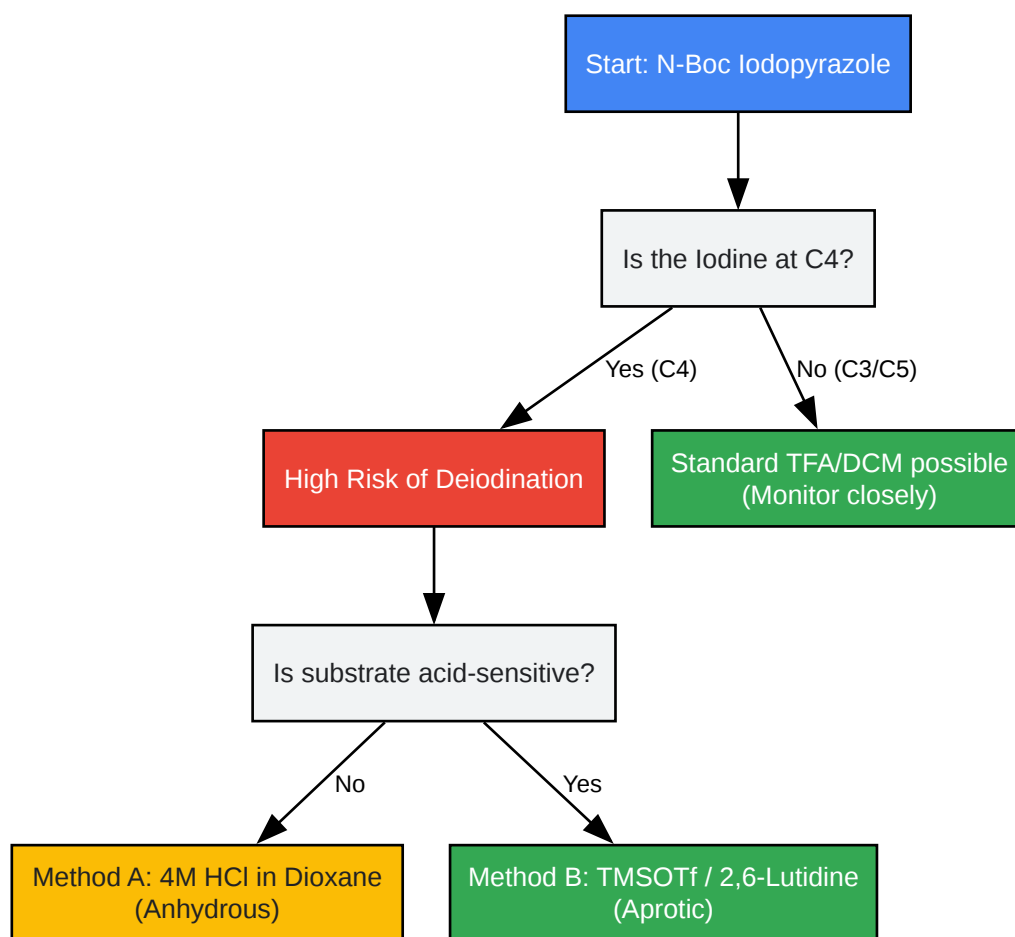 Start: N-Boc Iodopyrazole
Is the Iodine at C4?
Yes (C4)
No (C3/C5)
High Risk of Deiodination
Standard TFA/DCM possible
(Monitor closely)
Is substrate acid-sensitive?
No
Yes
Method A: 4M HCl in Dioxane
(Anhydrous)
Method B: TMSOTf / 2,6-Lutidine
(Aprotic)